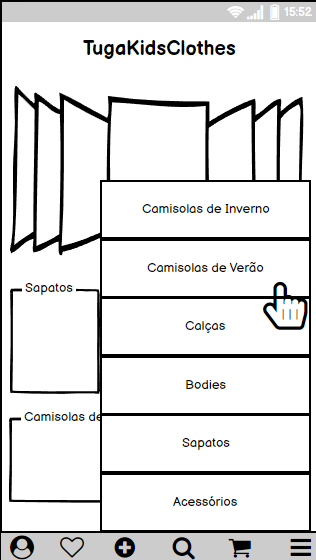 15:52
TugaKidsClothes
Camisolas de Inverno
Camisolas de Verão
Sapatos
Calças
Bodies
Camisolas de
Sapatos
Acessórios